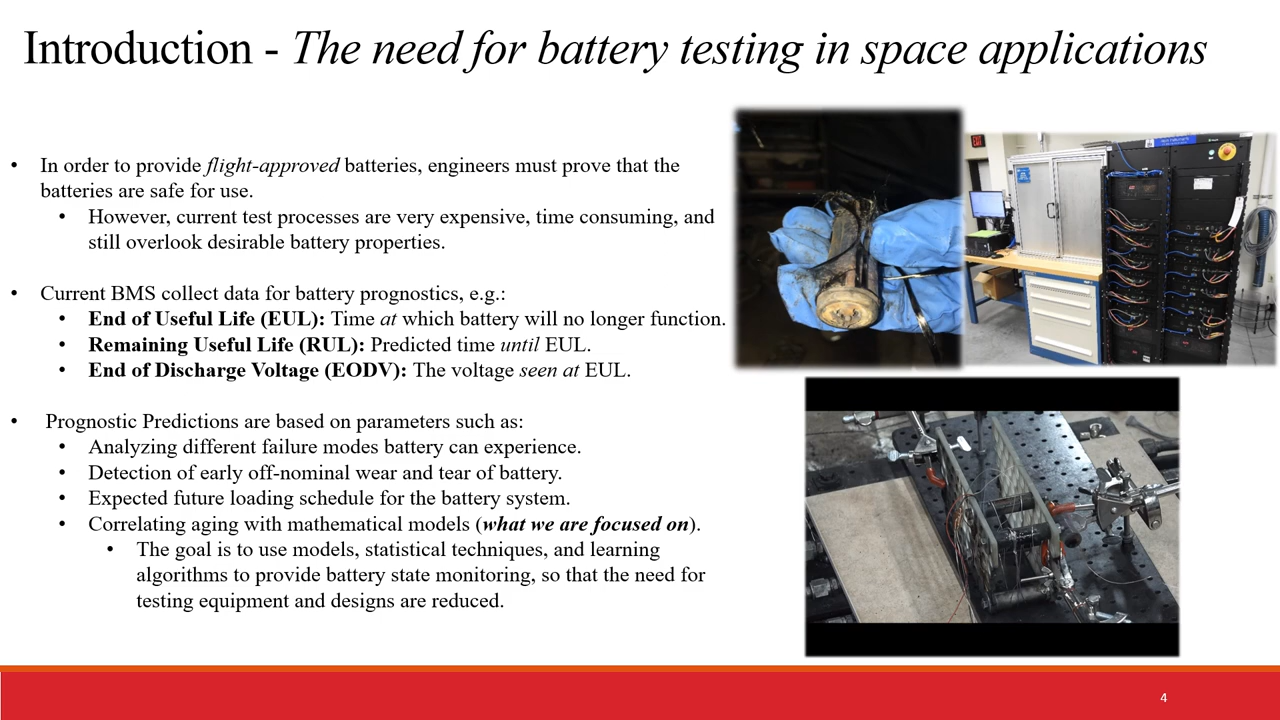 Introduction - The need for battery testing in space applications
• In order to provide flight-approved batteries, engineers must prove that the
batteries are safe for use.
• However, current test processes are very expensive, time consuming, and
still overlook desirable battery properties.
• Current BMS collect data for battery prognostics, e.g.:
• End of Useful Life (EUL): Time at which battery will no longer function.
• Remaining Useful Life (RUL): Predicted time until EUL.
• End of Discharge Voltage (EODV): The voltage seen at EUL.
• Prognostic Predictions are based on parameters such as:
• Analyzing different failure modes battery can experience.
• Detection of early off-nominal wear and tear of battery.
• Expected future loading schedule for the battery system.
• Correlating aging with mathematical models (what we are focused on).
• The goal is to use models, statistical techniques, and learning
algorithms to provide battery state monitoring, so that the need for
testing equipment and designs are reduced.
4